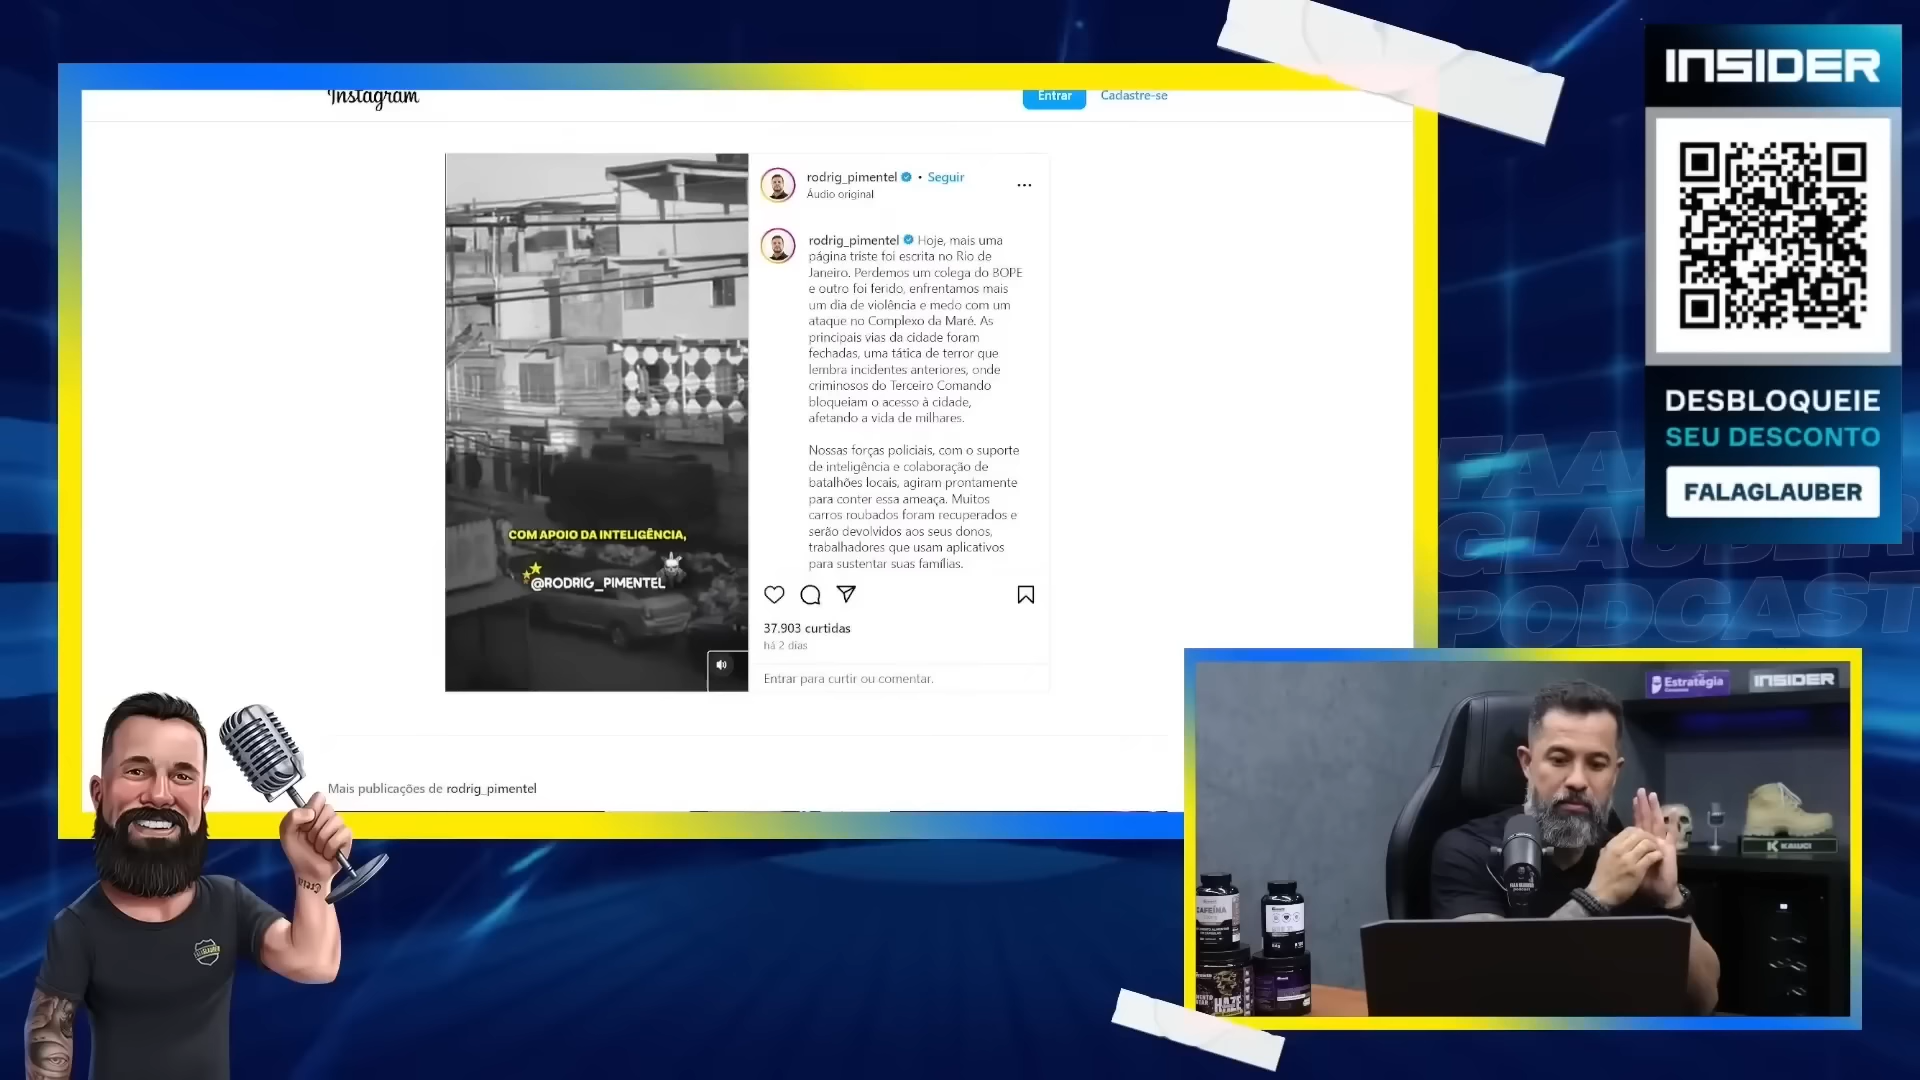 Instagram
Entrar
Cadastre-se
rodrig_pimentel • Seguir
Áudio original
rodrig_pimentel Hoje, mais uma
página triste foi escrita no Rio de
Janeiro. Perdemos um colega do BOPE
e outro foi ferido, enfrentamos mais
um dia de violência e medo com um
ataque no Complexo da Maré. As
principais vias da cidade foram
fechadas, uma tática de terror que
lembra incidentes anteriores, onde
criminosos do Terceiro Comando
bloqueiam o acesso à cidade,
afetando a vida de milhares.
Nossas forças policiais, com o suporte
de inteligência e colaboração de
batalhões locais, agiram prontamente
para conter essa ameaça. Muitos
carros roubados foram recuperados e
serão devolvidos aos seus donos,
trabalhadores que usam aplicativos
para sustentar suas famílias.
COM APOIO DA INTELIGÊNCIA,
@RODRIG_PIMENTEL
37.903 curtidas
há 2 dias
Entrar para curtir ou comentar.
Mais publicações de rodrig_pimentel
INSIDER
DESBLOQUEIE
SEU DESCONTO
FALAGLAUBER
GLAUBER
PODCAST
Estratégia
INSIDER
KAUCI
CAFEÍNA
HAZE